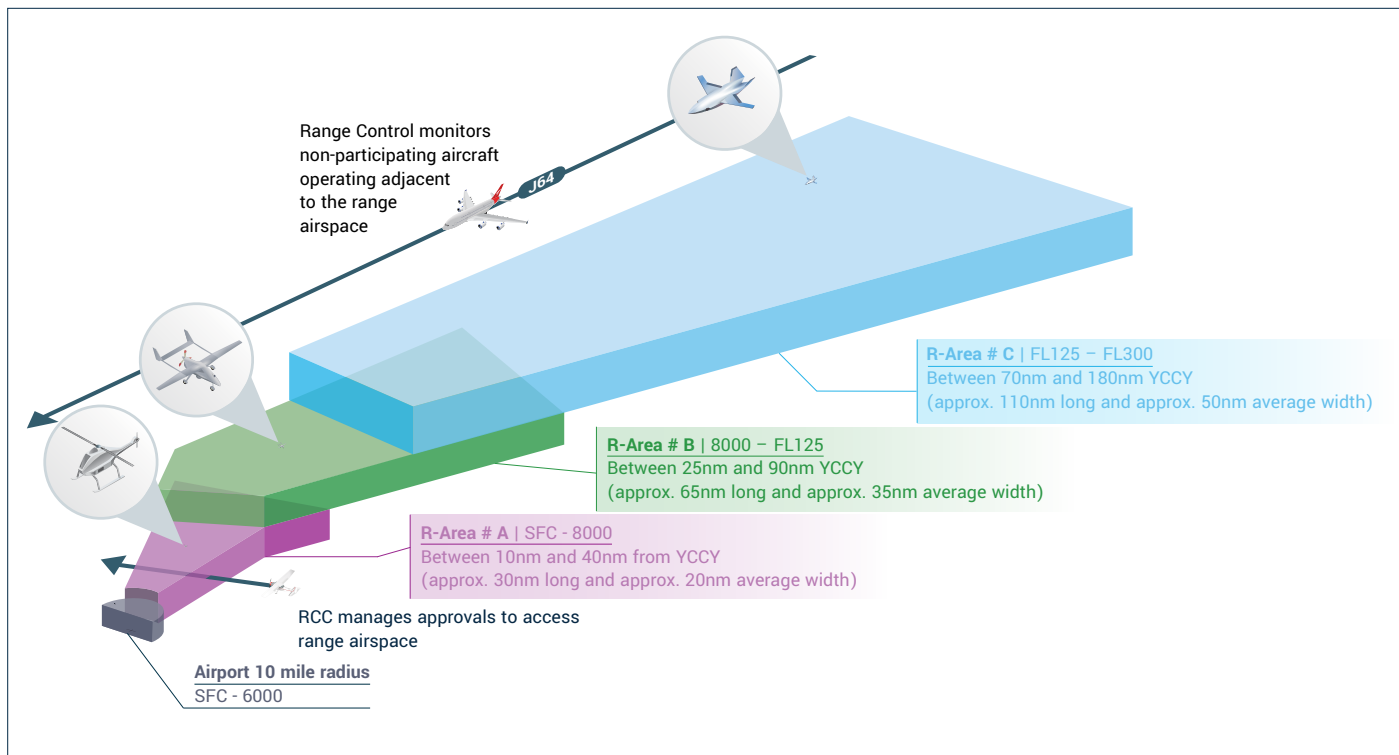 Range Control monitors
non-participating aircraft
operating adjacent
to the range
airspace
J64
R-Area # C | FL125 – FL300
Between 70nm and 180nm YCCY
(approx. 110nm long and approx. 50nm average width)
R-Area # B | 8000 – FL125
Between 25nm and 90nm YCCY
(approx. 65nm long and approx. 35nm average width)
R-Area # A | SFC - 8000
Between 10nm and 40nm from YCCY
(approx. 30nm long and approx. 20nm average width)
RCC manages approvals to access
range airspace
Airport 10 mile radius
SFC - 6000